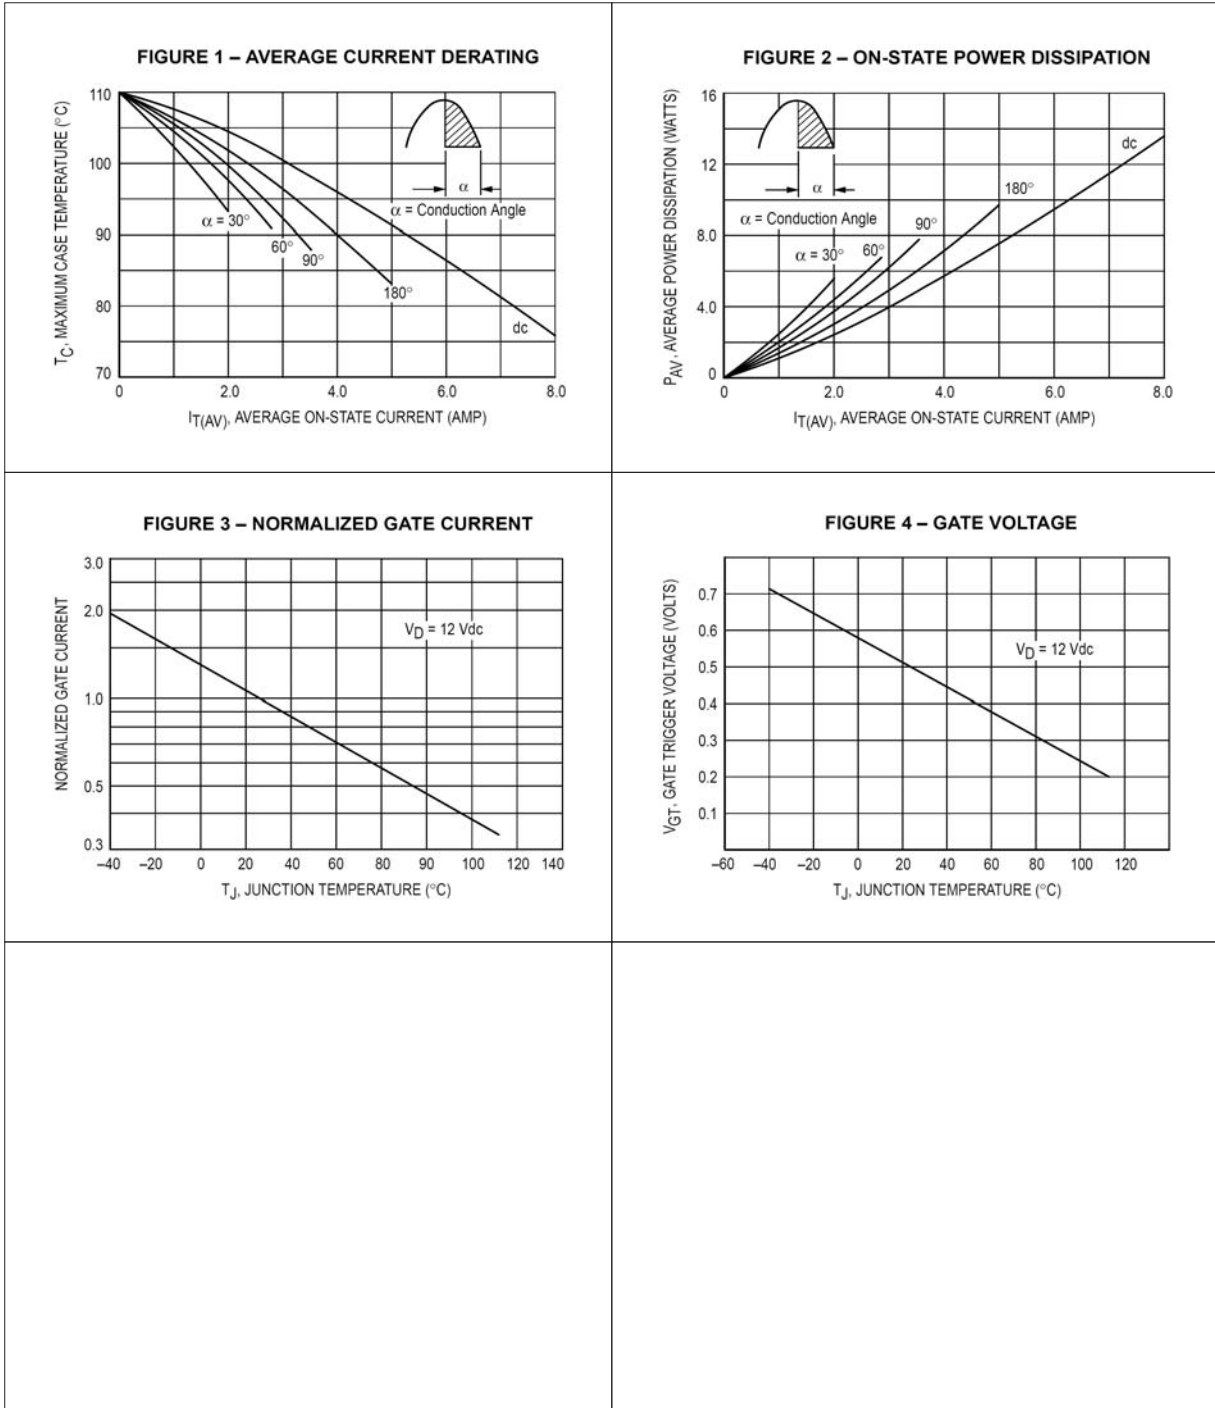 FIGURE 1 – AVERAGE CURRENT DERATING
TC, MAXIMUM CASE TEMPERATURE (°C)
110
100
90
80
70
α
α = Conduction Angle
α = 30°
60°
90°
180°
dc
0
2.0
4.0
6.0
8.0
IT(AV), AVERAGE ON-STATE CURRENT (AMP)
FIGURE 2 – ON-STATE POWER DISSIPATION
PAV, AVERAGE POWER DISSIPATION (WATTS)
16
12
8.0
4.0
0
α
α = Conduction Angle
α = 30°
60°
90°
180°
dc
0
2.0
4.0
6.0
8.0
IT(AV), AVERAGE ON-STATE CURRENT (AMP)
FIGURE 3 – NORMALIZED GATE CURRENT
NORMALIZED GATE CURRENT
3.0
2.0
1.0
0.5
0.3
VD = 12 Vdc
–40 –20 0 20 40 60 80 90 100 120 140
TJ, JUNCTION TEMPERATURE (°C)
FIGURE 4 – GATE VOLTAGE
VGT, GATE TRIGGER VOLTAGE (VOLTS)
0.7
0.6
0.5
0.4
0.3
0.2
0.1
VD = 12 Vdc
–60 –40 –20 0 20 40 60 80 100 120
TJ, JUNCTION TEMPERATURE (°C)